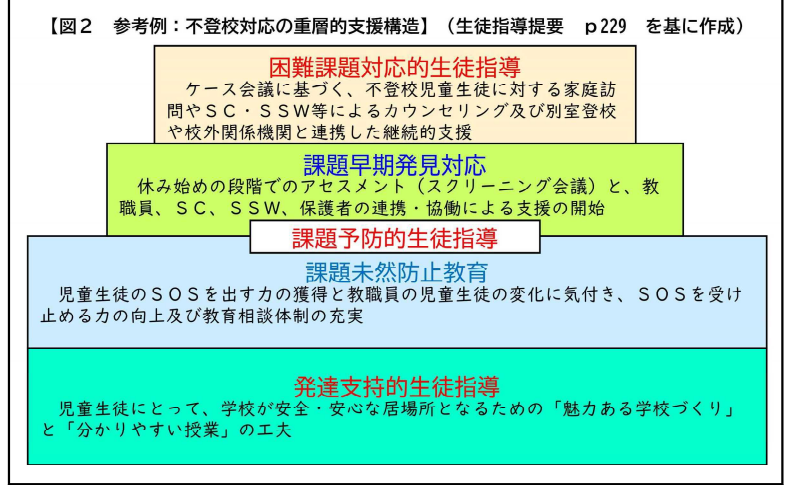 【図２　参考例：不登校対応の重層的支援構造】（生徒指導提要　ｐ229　を基に作成）
困難課題対応的生徒指導
ケース会議に基づく、不登校児童生徒に対する家庭訪
問やＳＣ・ＳＳＷ等によるカウンセリング及び別室登校
や校外関係機関と連携した継続的支援
課題早期発見対応
休み始めの段階でのアセスメント（スクリーニング会議）と、教
職員、ＳＣ、ＳＳＷ、保護者の連携・協働による支援の開始
課題予防的生徒指導
課題未然防止教育
児童生徒のＳＯＳを出す力の獲得と教職員の児童生徒の変化に気付き、ＳＯＳを受け
止める力の向上及び教育相談体制の充実
発達支持的生徒指導
児童生徒にとって、学校が安全・安心な居場所となるための「魅力ある学校づくり」
と「分かりやすい授業」の工夫